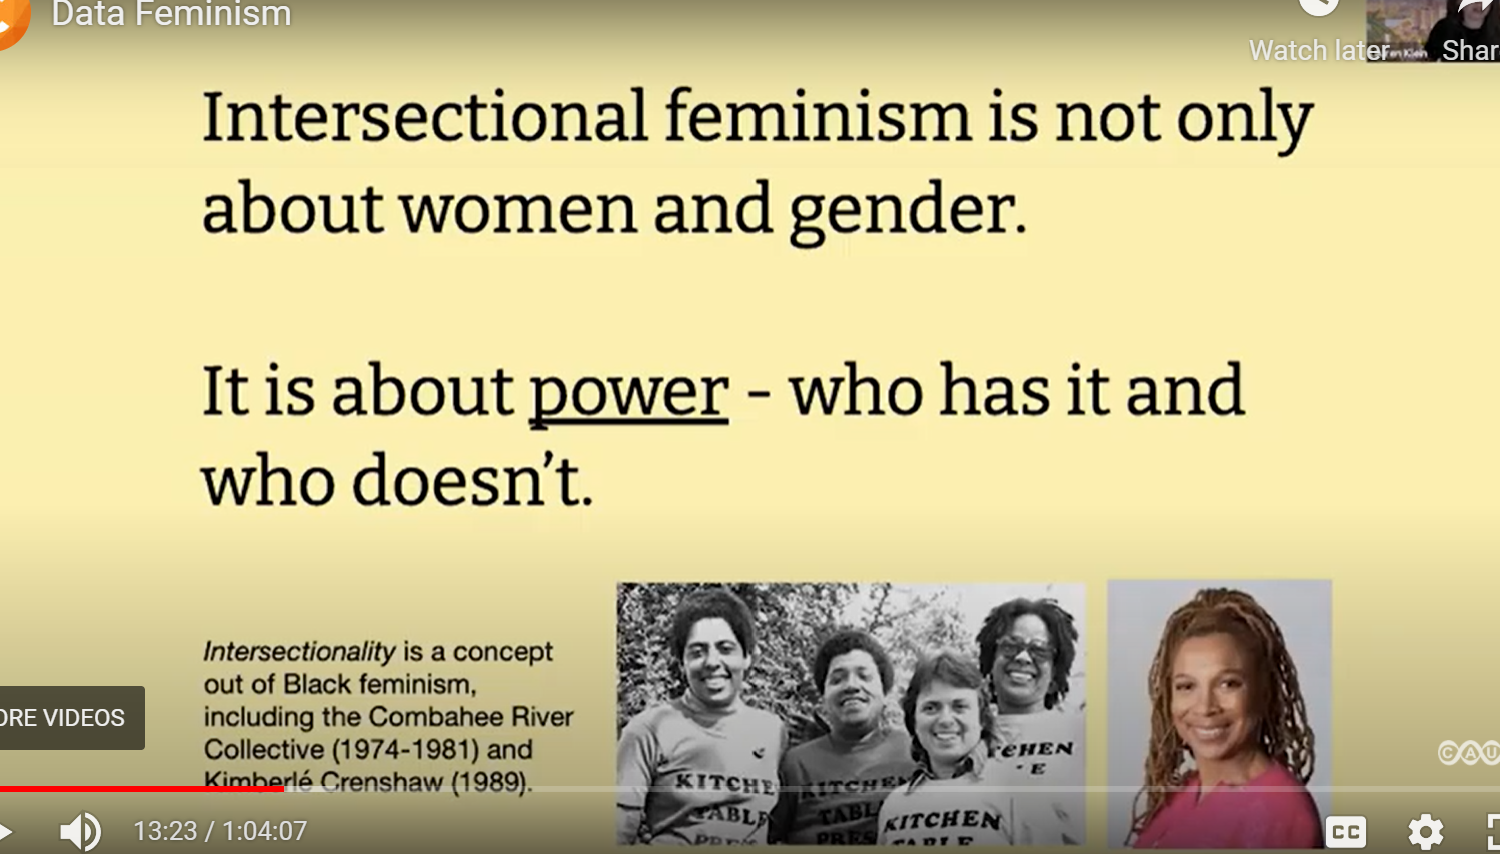 Data Feminism
Watch later
Shar
Intersectional feminism is not only
about women and gender.
It is about power - who has it and
who doesn't.
Intersectionality is a concept
out of Black feminism,
including the Combahee River
Collective (1974-1981) and
Kimberlé Crenshaw (1989).
KITCHE
TABLE
PRES
KITCHEN
TABL
PRES
KITCHEN
TABLE
CHEN
E
ORE VIDEOS
CAU
13:23 / 1:04:07
CC